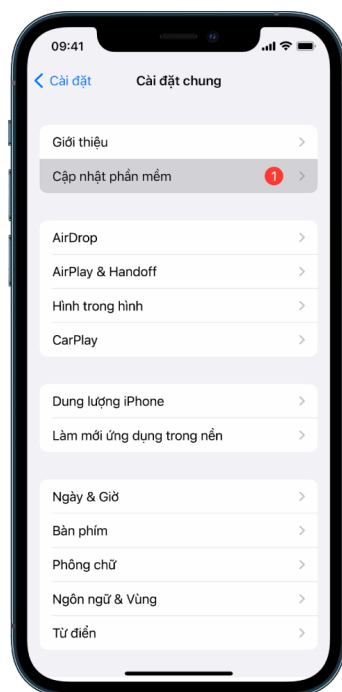 09:41
Cài đặt
Cài đặt chung
Giới thiệu
Cập nhật phần mềm
1
AirDrop
AirPlay & Handoff
Hình trong hình
CarPlay
Dung lượng iPhone
Làm mới ứng dụng trong nền
Ngày & Giờ
Bàn phím
Phông chữ
Ngôn ngữ & Vùng
Từ điển